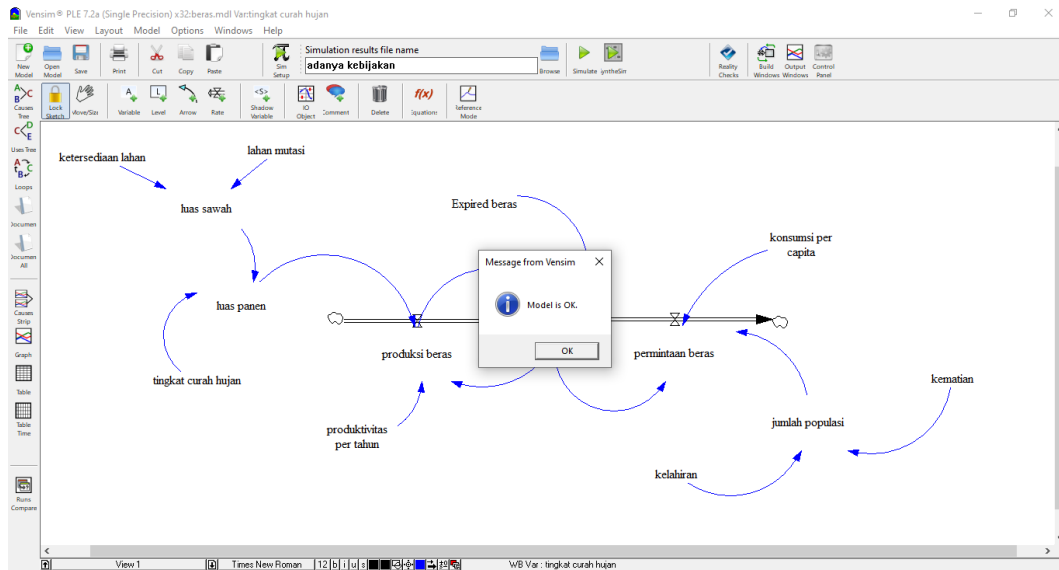 Vensim® PLE 7.2a (Single Precision) x32:beras.mdl Var:tingkat curah hujan
File Edit View Layout Model Options Windows Help
Simulation results file name
adanya kebijakan
New Model
Open Model
Save
Print
Cut
Copy
Paste
Sim Setup
Browse
Simulate
SyntheSim
Reality Checks
Build Windows
Output Windows
Control Panel
Causes Tree
Lock Sketch
Move/Size
Variable
Level
Arrow
Rate
<S>
Shadow Variable
IO Object
Comment
Delete
f(x)
Equations
Reference Mode
Uses Tree
Loops
Documen
Documen All
Causes Strip
Graph
Table
Table Time
Runs Compare
ketersediaan lahan
lahan mutasi
luas sawah
Expired beras
konsumsi per
capita
luas panen
produksi beras
permintaan beras
tingkat curah hujan
produktivitas
per tahun
jumlah populasi
kematian
kelahiran
Message from Vensim
Model is OK.
OK
View 1
Times New Roman
12 b i u s
WB Var : tingkat curah hujan